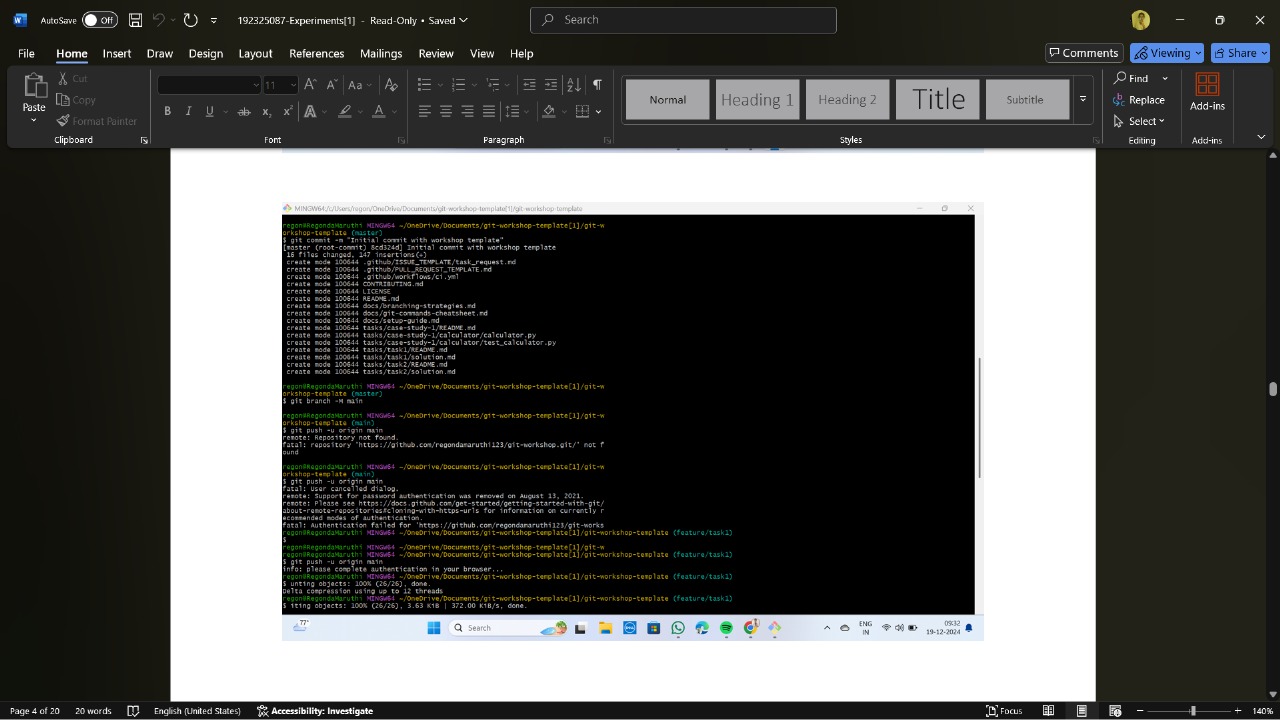 AutoSave Off 192325087-Experiments[1] - Read-Only • Saved Search
File Home Insert Draw Design Layout References Mailings Review View Help Comments Viewing Share
Paste Cut Copy Format Painter
11 Aa
B I U ab x₂ x² A A
Normal Heading 1 Heading 2 Title Subtitle
Find Replace Select Add-ins
Clipboard Font Paragraph Styles Editing Add-ins
MINGW64:/c/Users/regon/OneDrive/Documents/git-workshop-template[1]/git-workshop-template
regon@RegondaMaruthi MINGW64 ~/OneDrive/Documents/git-workshop-template[1]/git-w
orkshop-template (master)
$ git commit -m "Initial commit with workshop template"
[master (root-commit) 8cd324d] Initial commit with workshop template
16 files changed, 147 insertions(+)
create mode 100644 .github/ISSUE_TEMPLATE/task_request.md
create mode 100644 .github/PULL_REQUEST_TEMPLATE.md
create mode 100644 .github/workflows/ci.yml
create mode 100644 CONTRIBUTING.md
create mode 100644 LICENSE
create mode 100644 README.md
create mode 100644 docs/branching-strategies.md
create mode 100644 docs/git-commands-cheatsheet.md
create mode 100644 docs/setup-guide.md
create mode 100644 tasks/case-study-1/README.md
create mode 100644 tasks/case-study-1/calculator/calculator.py
create mode 100644 tasks/case-study-1/calculator/test_calculator.py
create mode 100644 tasks/task1/README.md
create mode 100644 tasks/task1/solution.md
create mode 100644 tasks/task2/README.md
create mode 100644 tasks/task2/solution.md
regon@RegondaMaruthi MINGW64 ~/OneDrive/Documents/git-workshop-template[1]/git-w
orkshop-template (master)
$ git branch -M main
regon@RegondaMaruthi MINGW64 ~/OneDrive/Documents/git-workshop-template[1]/git-w
orkshop-template (main)
$ git push -u origin main
remote: Repository not found.
fatal: repository 'https://github.com/regondamaruthi123/git-workshop.git/' not f
ound
regon@RegondaMaruthi MINGW64 ~/OneDrive/Documents/git-workshop-template[1]/git-w
orkshop-template (main)
$ git push -u origin main
fatal: User cancelled dialog.
remote: Support for password authentication was removed on August 13, 2021.
remote: Please see https://docs.github.com/get-started/getting-started-with-git/
about-remote-repositories#cloning-with-https-urls for information on currently r
ecommended modes of authentication.
fatal: Authentication failed for 'https://github.com/regondamaruthi123/git-works
regon@RegondaMaruthi MINGW64 ~/OneDrive/Documents/git-workshop-template[1]/git-workshop-template (feature/task1)
$
regon@RegondaMaruthi MINGW64 ~/OneDrive/Documents/git-workshop-template[1]/git-w
regon@RegondaMaruthi MINGW64 ~/OneDrive/Documents/git-workshop-template[1]/git-workshop-template (feature/task1)
$ git push -u origin main
info: please complete authentication in your browser...
regon@RegondaMaruthi MINGW64 ~/OneDrive/Documents/git-workshop-template[1]/git-workshop-template (feature/task1)
$ unting objects: 100% (26/26), done.
Delta compression using up to 12 threads
regon@RegondaMaruthi MINGW64 ~/OneDrive/Documents/git-workshop-template[1]/git-workshop-template (feature/task1)
$ iting objects: 100% (26/26), 3.63 KiB | 372.00 KiB/s, done.
77° Search ENG IN 09:32 19-12-2024
Page 4 of 20 20 words English (United States) Accessibility: Investigate Focus 140%